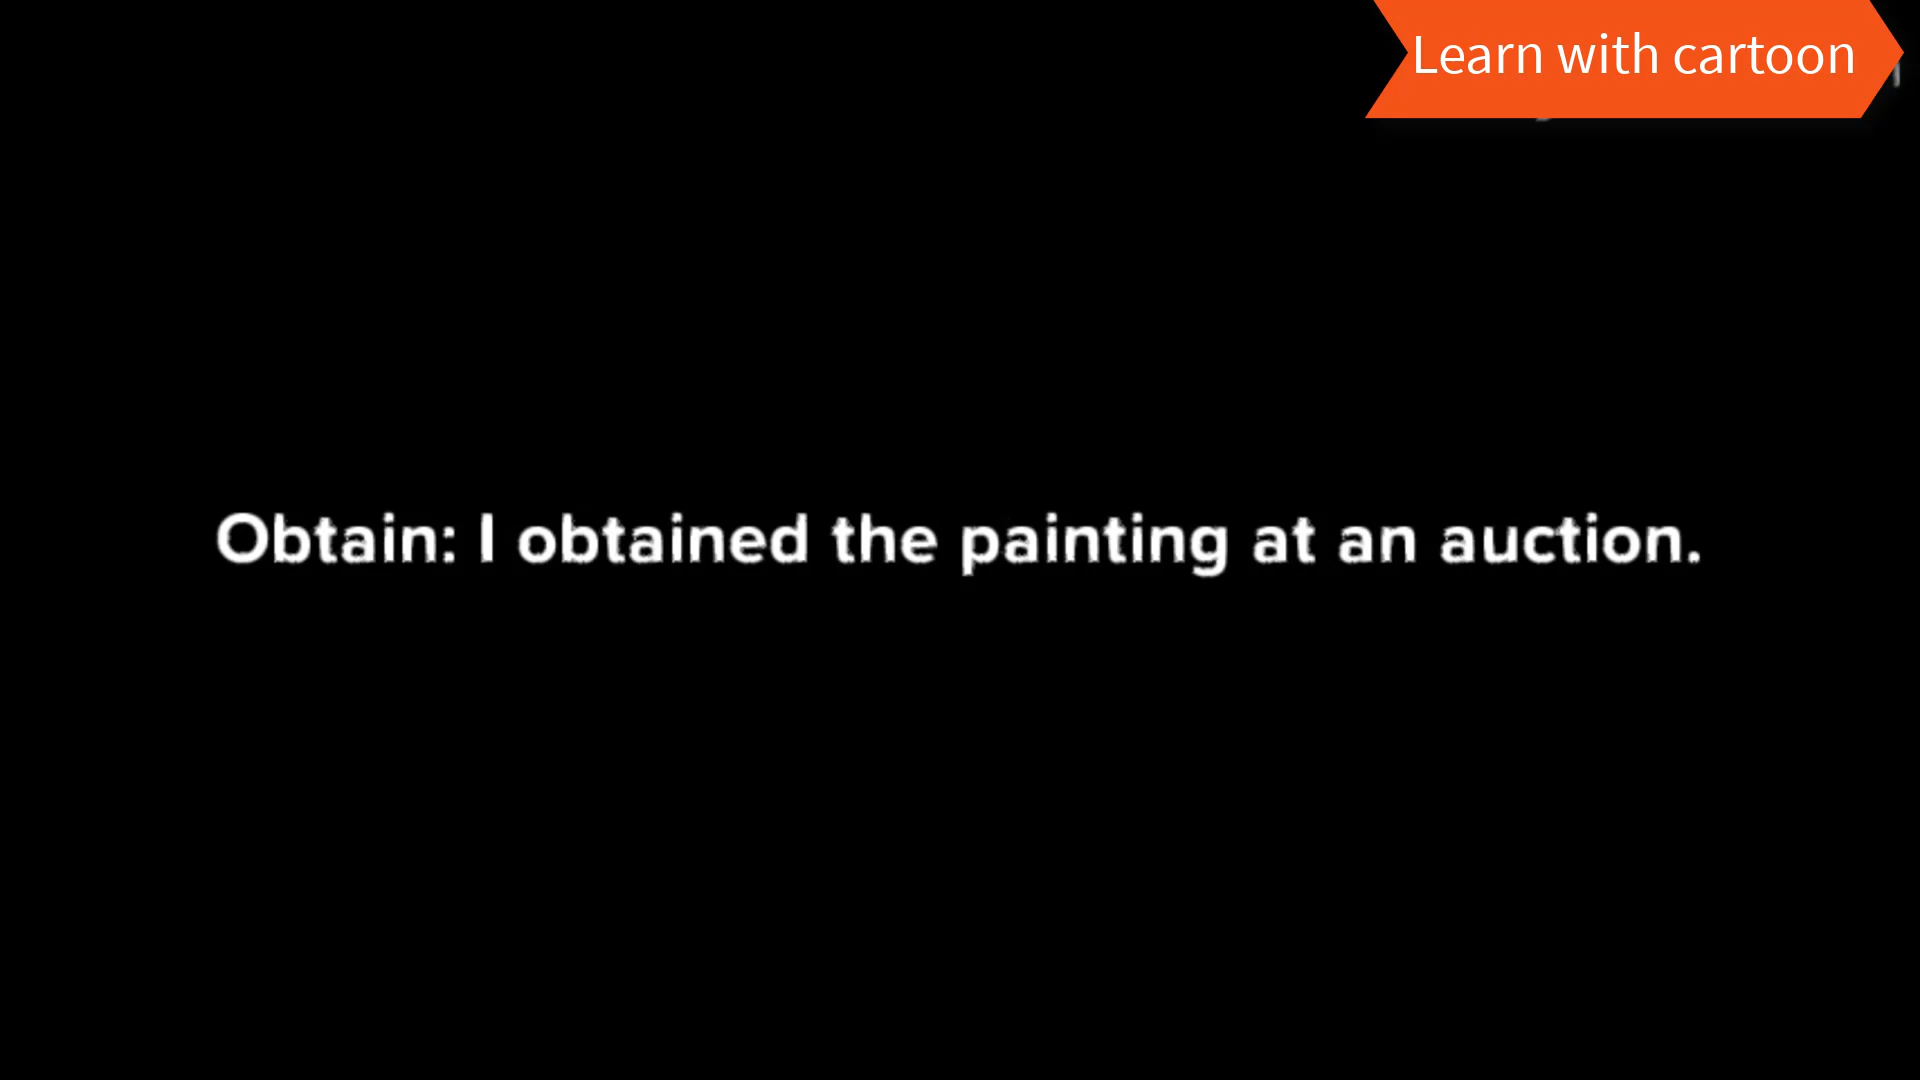 Learn with cartoon
Obtain: I obtained the painting at an auction.